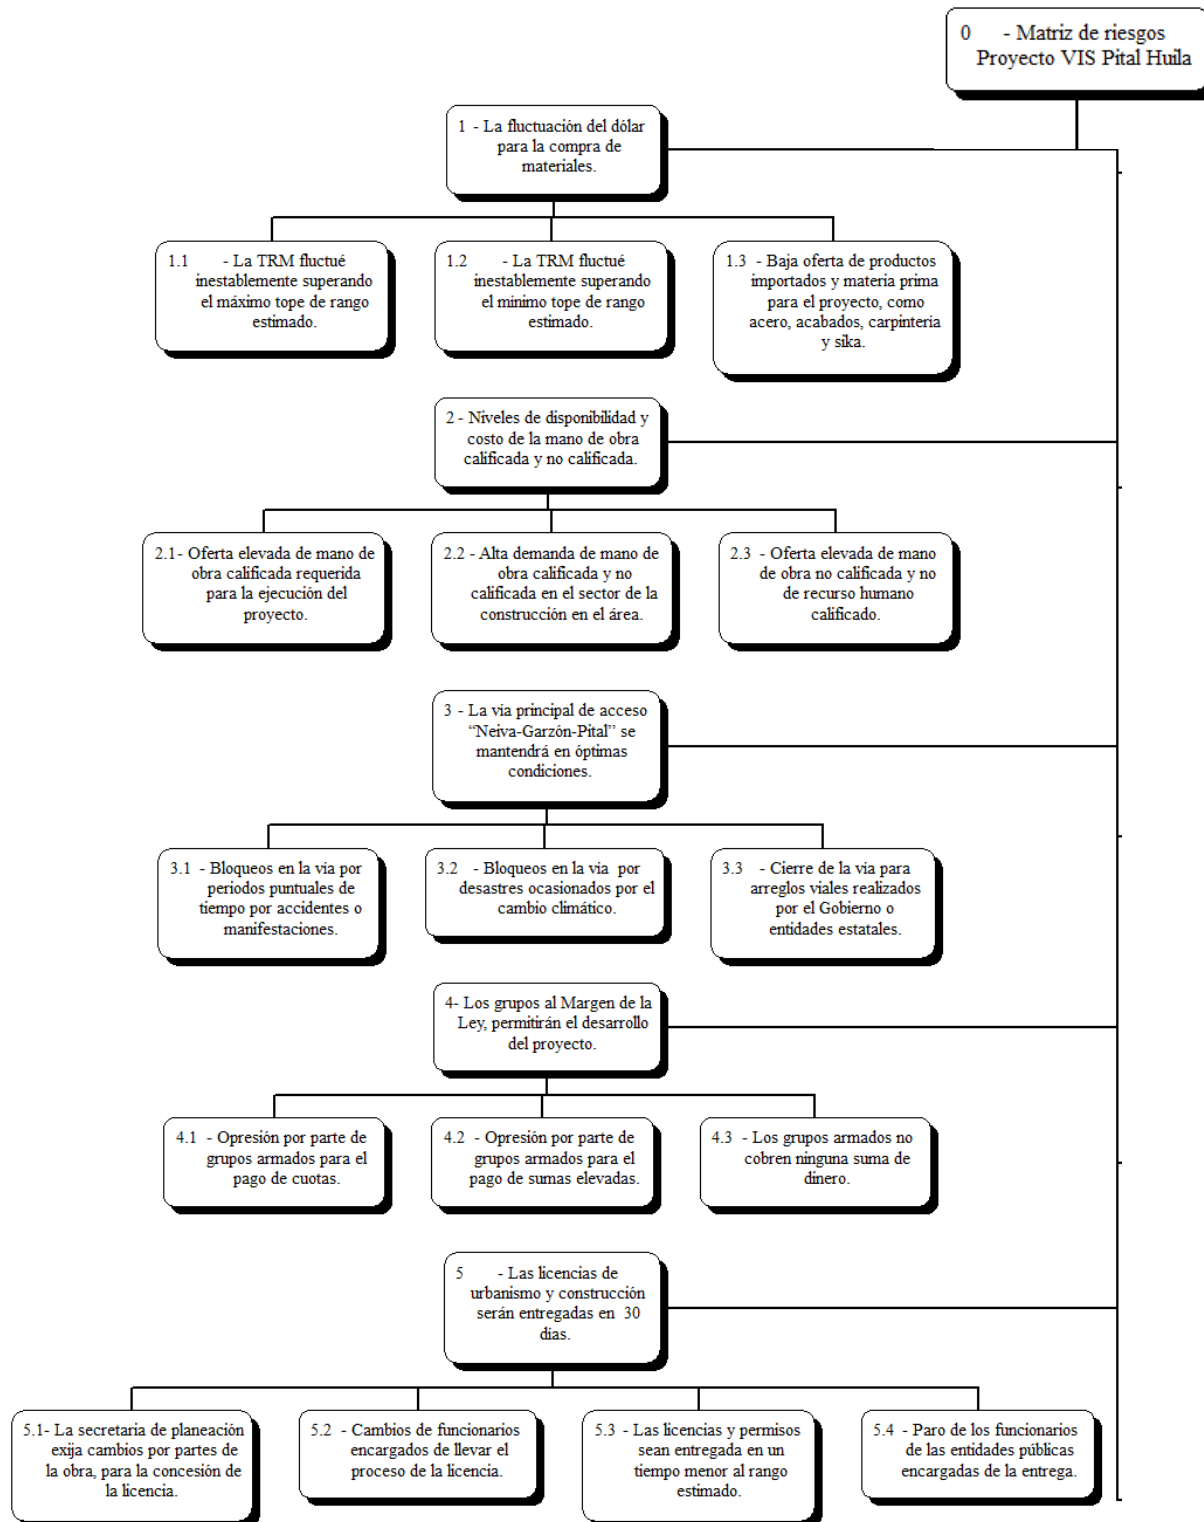 0 - Matriz de riesgos
Proyecto VIS Pital Huila
1 - La fluctuación del dólar
para la compra de
materiales.
1.1 - La TRM fluctué
inestablemente superando
el máximo tope de rango
estimado.
1.2 - La TRM fluctué
inestablemente superando
el mínimo tope de rango
estimado.
1.3 - Baja oferta de productos
importados y materia prima
para el proyecto, como
acero, acabados, carpintería
y sika.
2 - Niveles de disponibilidad y
costo de la mano de obra
calificada y no calificada.
2.1- Oferta elevada de mano de
obra calificada requerida
para la ejecución del
proyecto.
2.2 - Alta demanda de mano de
obra calificada y no
calificada en el sector de la
construcción en el área.
2.3 - Oferta elevada de mano
de obra no calificada y no
de recurso humano
calificado.
3 - La vía principal de acceso
“Neiva-Garzón-Pital” se
mantendrá en óptimas
condiciones.
3.1 - Bloqueos en la vía por
periodos puntuales de
tiempo por accidentes o
manifestaciones.
3.2 - Bloqueos en la vía por
desastres ocasionados por el
cambio climático.
3.3 - Cierre de la vía para
arreglos viales realizados
por el Gobierno o
entidades estatales.
4- Los grupos al Margen de la
Ley, permitirán el desarrollo
del proyecto.
4.1 - Opresión por parte de
grupos armados para el
pago de cuotas.
4.2 - Opresión por parte de
grupos armados para el
pago de sumas elevadas.
4.3 - Los grupos armados no
cobren ninguna suma de
dinero.
5 - Las licencias de
urbanismo y construcción
serán entregadas en 30
días.
5.1- La secretaria de planeación
exija cambios por partes de
la obra, para la concesión de
la licencia.
5.2 - Cambios de funcionarios
encargados de llevar el
proceso de la licencia.
5.3 - Las licencias y permisos
sean entregada en un
tiempo menor al rango
estimado.
5.4 - Paro de los funcionarios
de las entidades públicas
encargadas de la entrega.